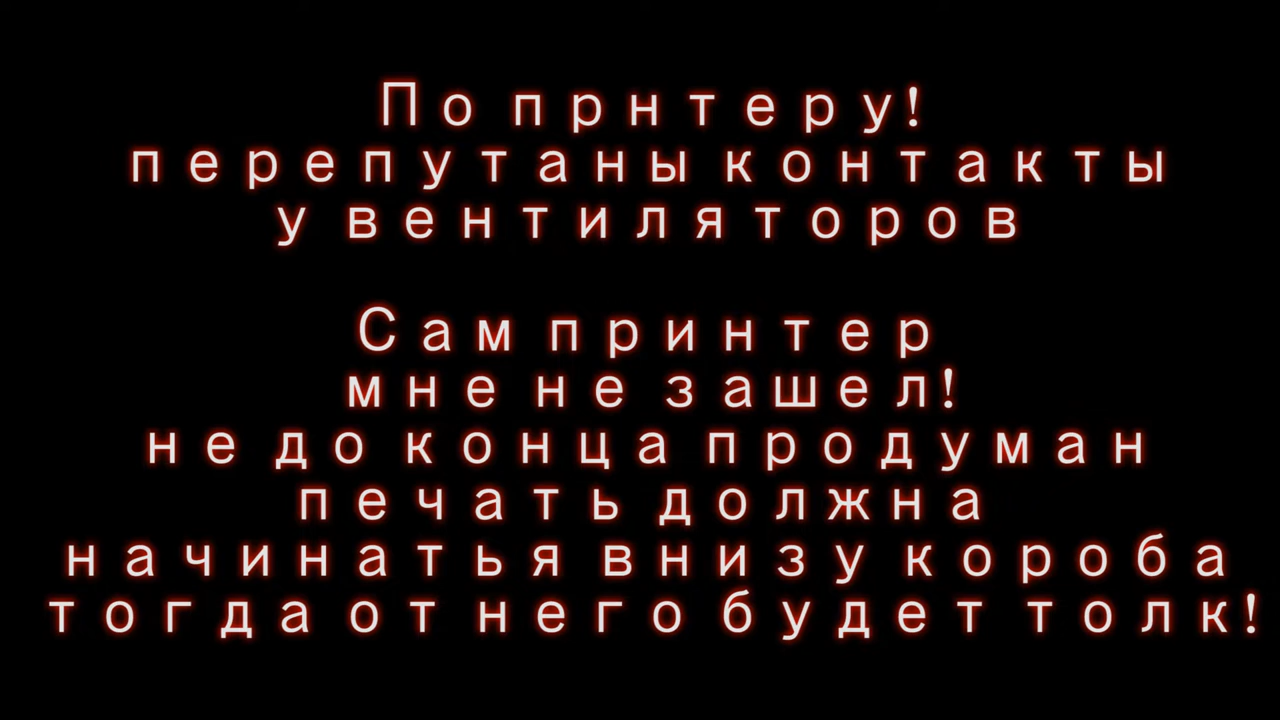 По прнтеру!
перепутаны контакты
у вентиляторов
Сам принтер
мне не зашел!
не до конца продуман
печать должна
начинатья внизу короба
тогда от него будет толк!